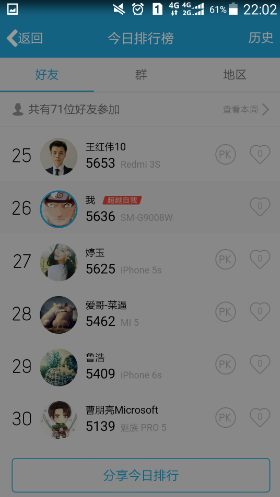 4G 4G 61% 22:02
返回 今日排行榜 历史
好友 群 地区
共有71位好友参加 查看本周
25 王红伟10 PK 0
5653 Redmi 3S
26 我 0
5636 SM-G9008W
27 婷玉 PK 0
5625 iPhone 5s
28 爱哥-菜逼 PK 0
5462 MI 5
29 鲁浩 PK 0
5409 iPhone 6s
30 曹朋亮Microsoft PK 0
5139 魅族 PRO 5
分享今日排行